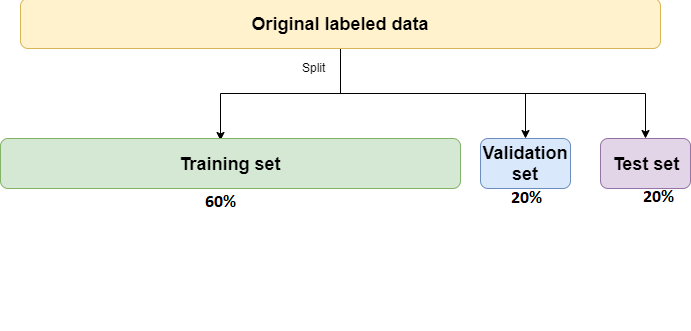 Original labeled data
Split
Training set
Validation
set
Test set
60%
20%
20%